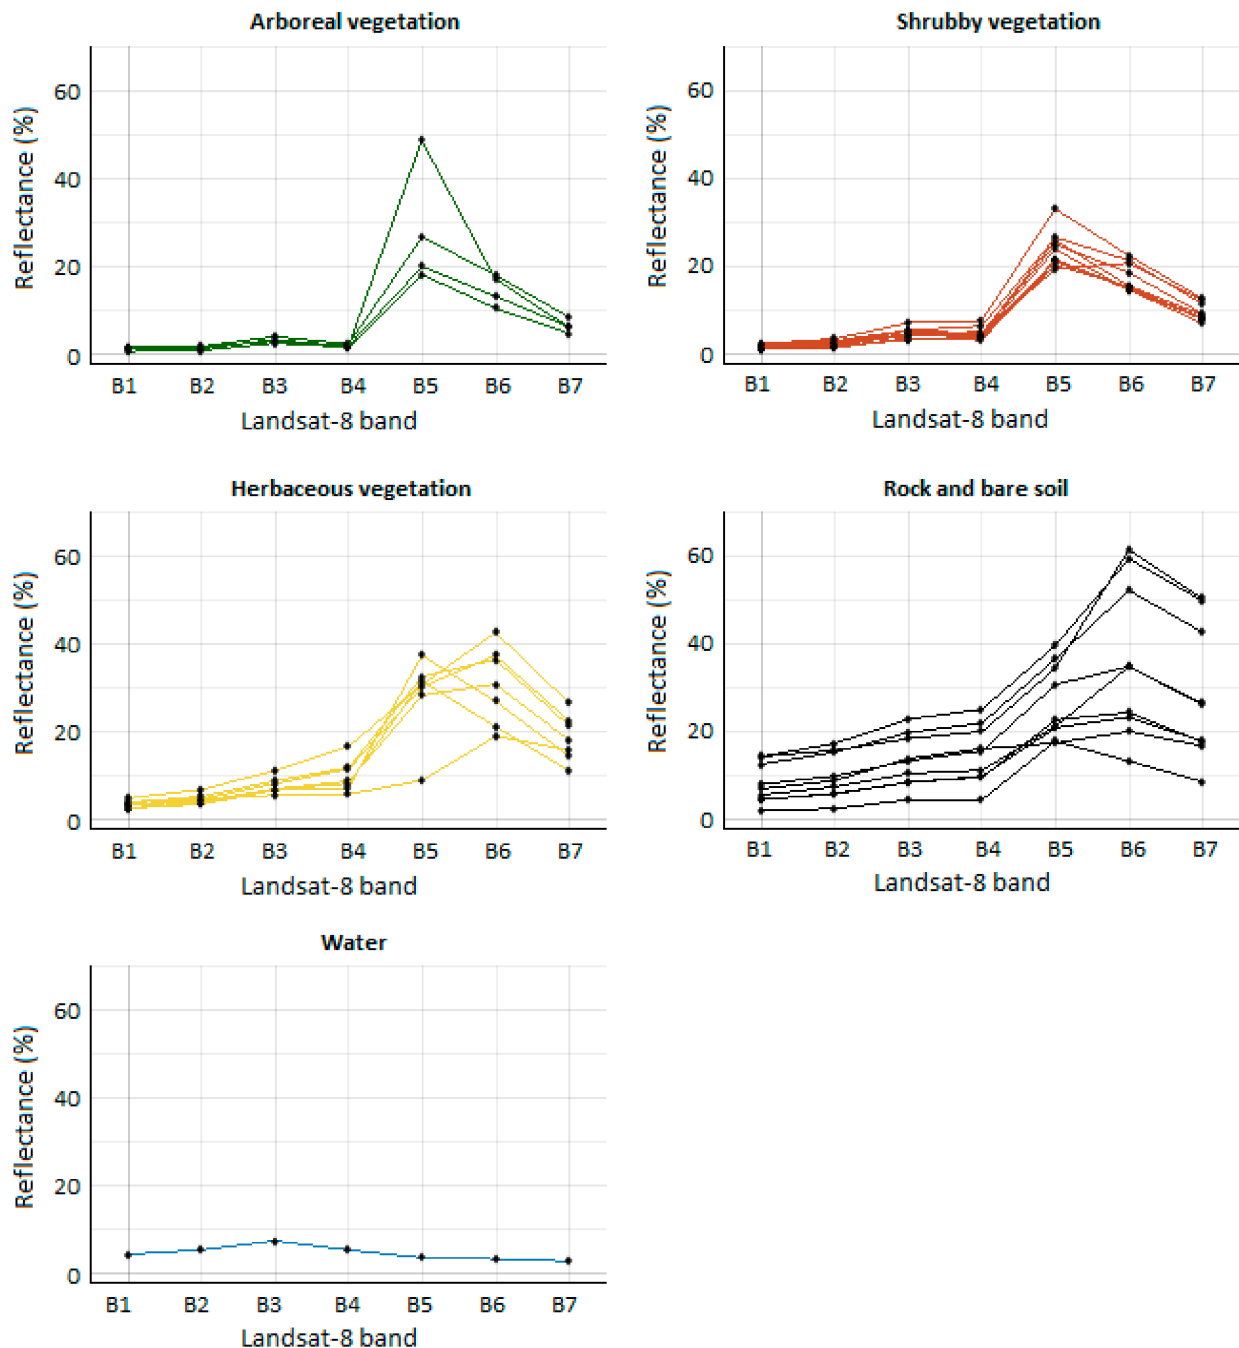 Arboreal vegetation
Reflectance (%)
60
40
20
0
B1 B2 B3 B4 B5 B6 B7
Landsat-8 band
Shrubby vegetation
Reflectance (%)
60
40
20
0
B1 B2 B3 B4 B5 B6 B7
Landsat-8 band
Herbaceous vegetation
Reflectance (%)
60
40
20
0
B1 B2 B3 B4 B5 B6 B7
Landsat-8 band
Rock and bare soil
Reflectance (%)
60
40
20
0
B1 B2 B3 B4 B5 B6 B7
Landsat-8 band
Water
Reflectance (%)
60
40
20
0
B1 B2 B3 B4 B5 B6 B7
Landsat-8 band